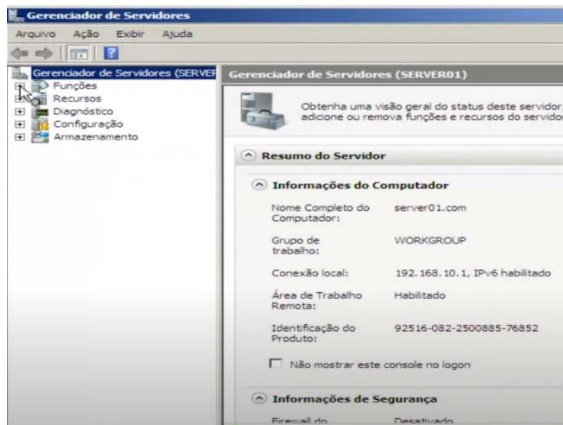 Gerenciador de Servidores
Arquivo Ação Exibir Ajuda
Gerenciador de Servidores (SERVER
Funções
Recursos
Diagnóstico
Configuração
Armazenamento
Gerenciador de Servidores (SERVER01)
Obtenha uma visão geral do status deste servidor
adicione ou remova funções e recursos do servido
Resumo do Servidor
Informações do Computador
Nome Completo do server01.com
Computador:
Grupo de WORKGROUP
trabalho:
Conexão local: 192.168.10.1, IPv6 habilitado
Área de Trabalho Habilitado
Remota:
Identificação do 92516-082-2500885-76852
Produto:
Não mostrar este console no logon
Informações de Segurança
Firewall do Desativado